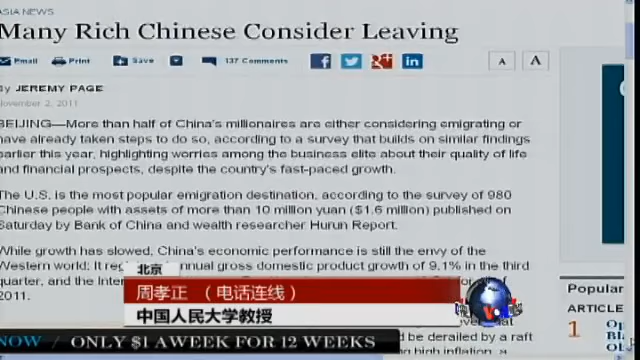 ASIA NEWS
Many Rich Chinese Consider Leaving
Email Print Save 137 Comments
A A
By JEREMY PAGE
November 2, 2011
BEIJING—More than half of China's millionaires are either considering emigrating or
have already taken steps to do so, according to a survey that builds on similar findings
earlier this year, highlighting worries among the business elite about their quality of life
and financial prospects, despite the country's fast-paced growth.
The U.S. is the most popular emigration destination, according to the survey of 980
Chinese people with assets of more than 10 million yuan ($1.6 million) published on
Saturday by Bank of China and wealth researcher Hurun Report.
While growth has slowed, China's economic performance is still the envy of the
Western world: It annual gross domestic product growth of 9.1% in the third
quarter, and the
2011.
be derailed by a raft
high inflation, a
Popular
ARTICLE
1
北京
周孝正 （电话连线）
中国人民大学教授
VOA
NOW / ONLY $1 A WEEK FOR 12 WEEKS